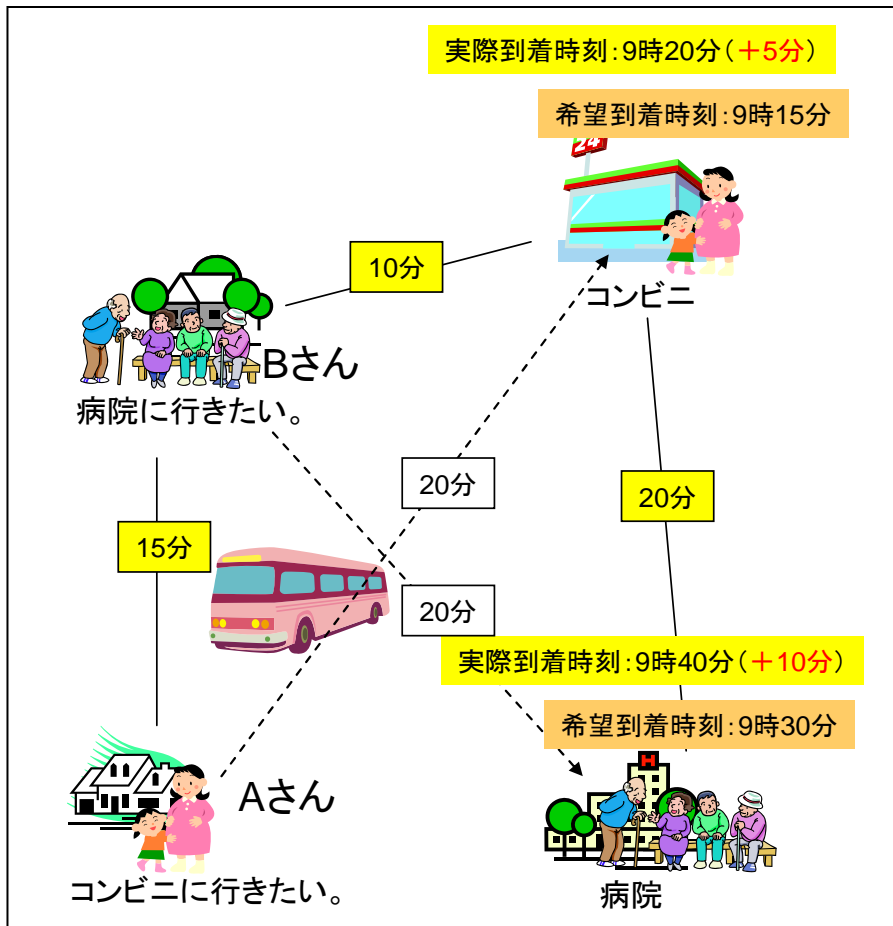 実際到着時刻:9時20分(+5分)
希望到着時刻:9時15分
24
コンビニ
10分
Bさん
病院に行きたい。
20分
20分
15分
20分
実際到着時刻:9時40分(+10分)
希望到着時刻:9時30分
H
Aさん
コンビニに行きたい。
病院